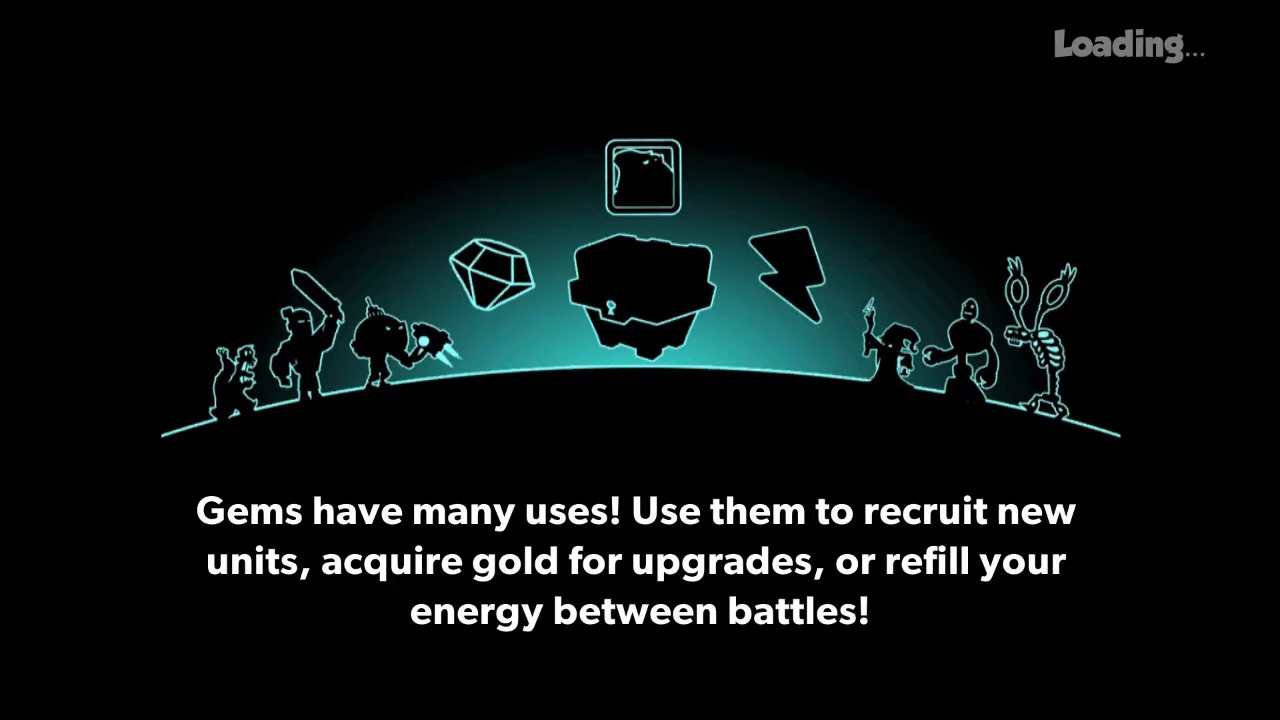 Loading...
Gems have many uses! Use them to recruit new
units, acquire gold for upgrades, or refill your
energy between battles!